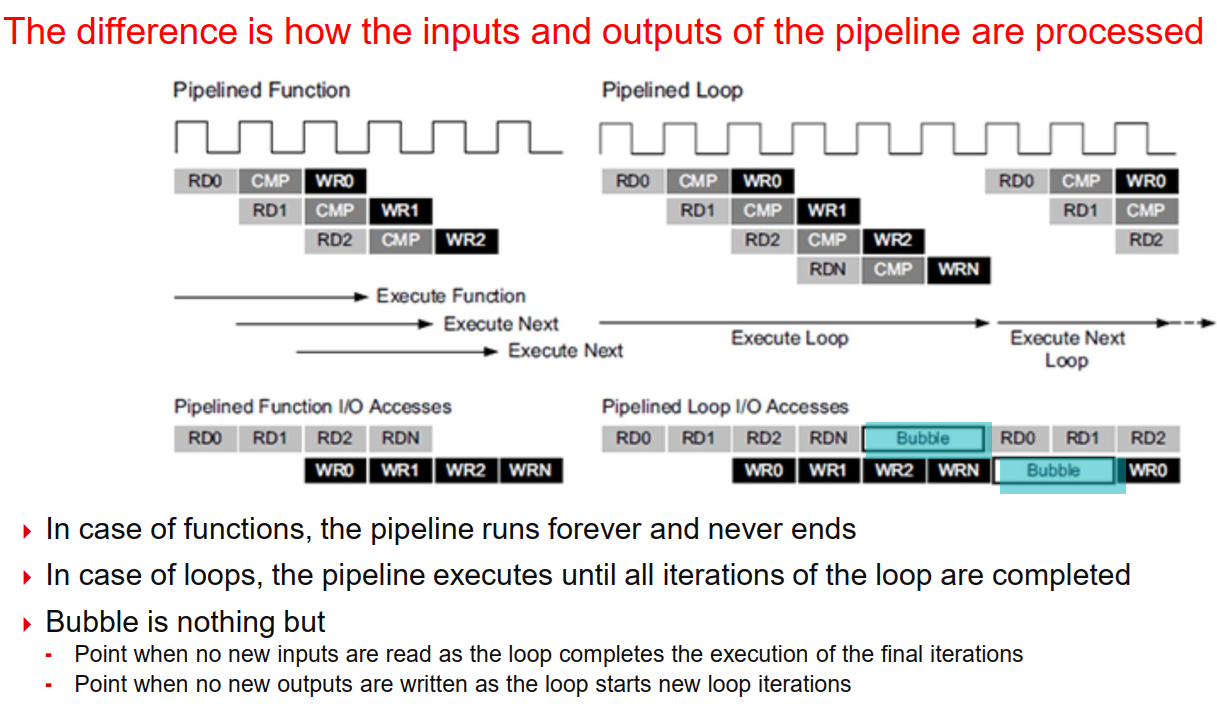 The difference is how the inputs and outputs of the pipeline are processed
Pipelined Function
RD0 CMP WR0
RD1 CMP WR1
RD2 CMP WR2
Execute Function
Execute Next
Execute Next
Pipelined Function I/O Accesses
RD0 RD1 RD2 RDN
WR0 WR1 WR2 WRN
Pipelined Loop
RD0 CMP WR0 RD0 CMP WR0
RD1 CMP WR1 RD1 CMP
RD2 CMP WR2 RD2
RDN CMP WRN
Execute Loop
Execute Next
Loop
Pipelined Loop I/O Accesses
RD0 RD1 RD2 RDN Bubble RD0 RD1 RD2
WR0 WR1 WR2 WRN Bubble WR0
In case of functions, the pipeline runs forever and never ends
In case of loops, the pipeline executes until all iterations of the loop are completed
Bubble is nothing but
- Point when no new inputs are read as the loop completes the execution of the final iterations
- Point when no new outputs are written as the loop starts new loop iterations